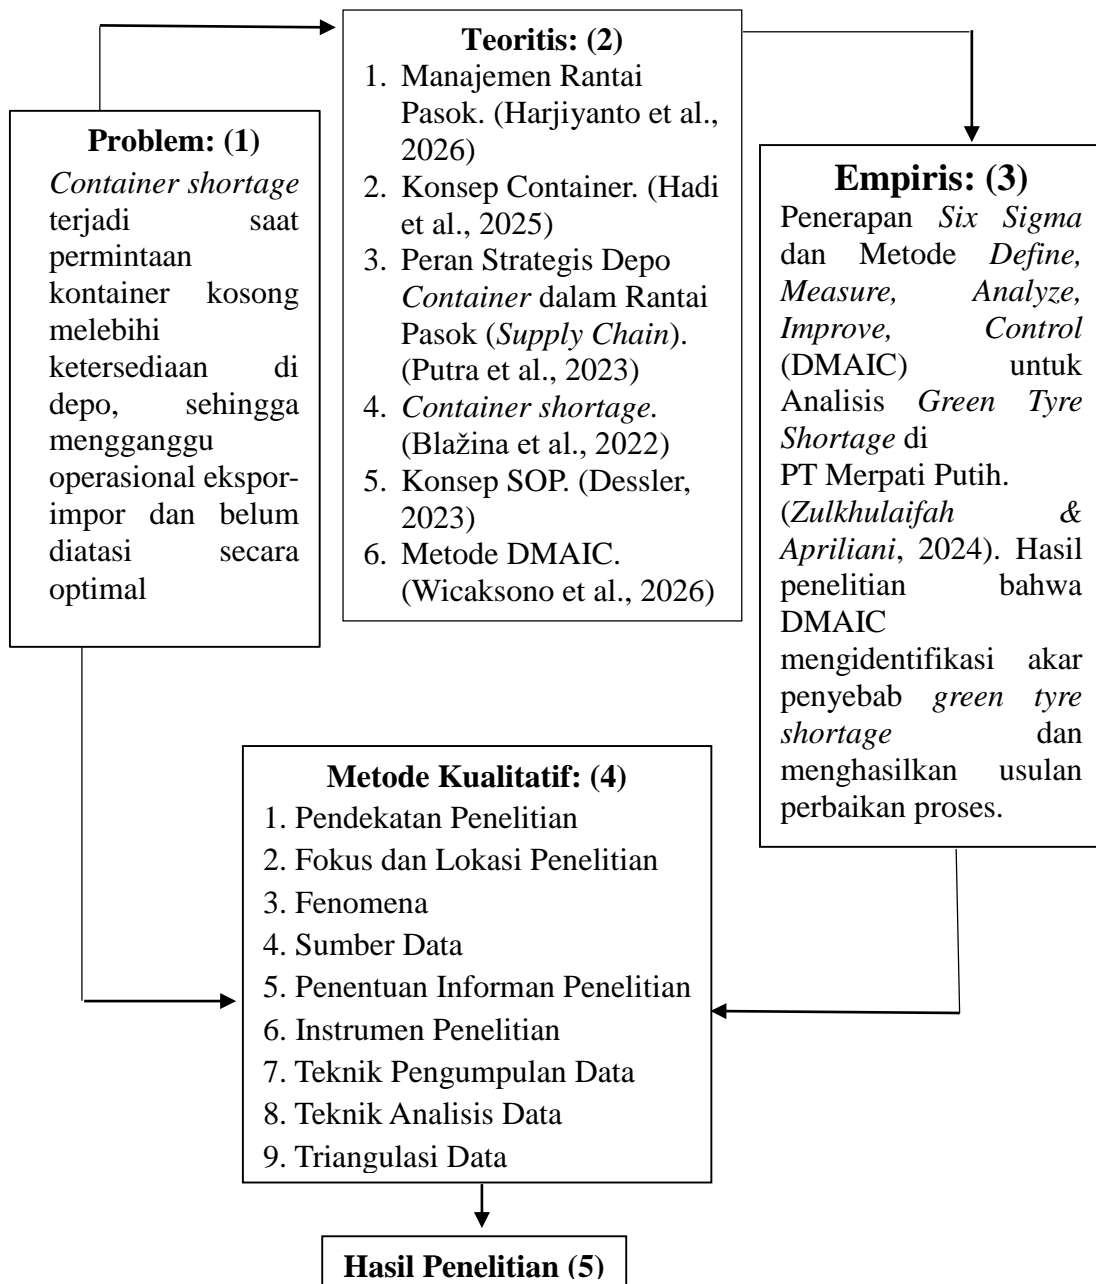 Problem: (1)
Container shortage
terjadi saat
permintaan
kontainer kosong
melebihi
ketersediaan di
depo, sehingga
mengganggu
operasional ekspor-
impor dan belum
diatasi secara
optimal
Teoritis: (2)
1. Manajemen Rantai
Pasok. (Harjiyanto et al.,
2026)
2. Konsep Container. (Hadi
et al., 2025)
3. Peran Strategis Depo
Container dalam Rantai
Pasok (Supply Chain).
(Putra et al., 2023)
4. Container shortage.
(Blažina et al., 2022)
5. Konsep SOP. (Dessler,
2023)
6. Metode DMAIC.
(Wicaksono et al., 2026)
Empiris: (3)
Penerapan Six Sigma
dan Metode Define,
Measure, Analyze,
Improve, Control
(DMAIC) untuk
Analisis Green Tyre
Shortage di
PT Merpati Putih.
(Zulkhulaifah &
Apriliani, 2024). Hasil
penelitian bahwa
DMAIC
mengidentifikasi akar
penyebab green tyre
shortage dan
menghasilkan usulan
perbaikan proses.
Metode Kualitatif: (4)
1. Pendekatan Penelitian
2. Fokus dan Lokasi Penelitian
3. Fenomena
4. Sumber Data
5. Penentuan Informan Penelitian
6. Instrumen Penelitian
7. Teknik Pengumpulan Data
8. Teknik Analisis Data
9. Triangulasi Data
Hasil Penelitian (5)